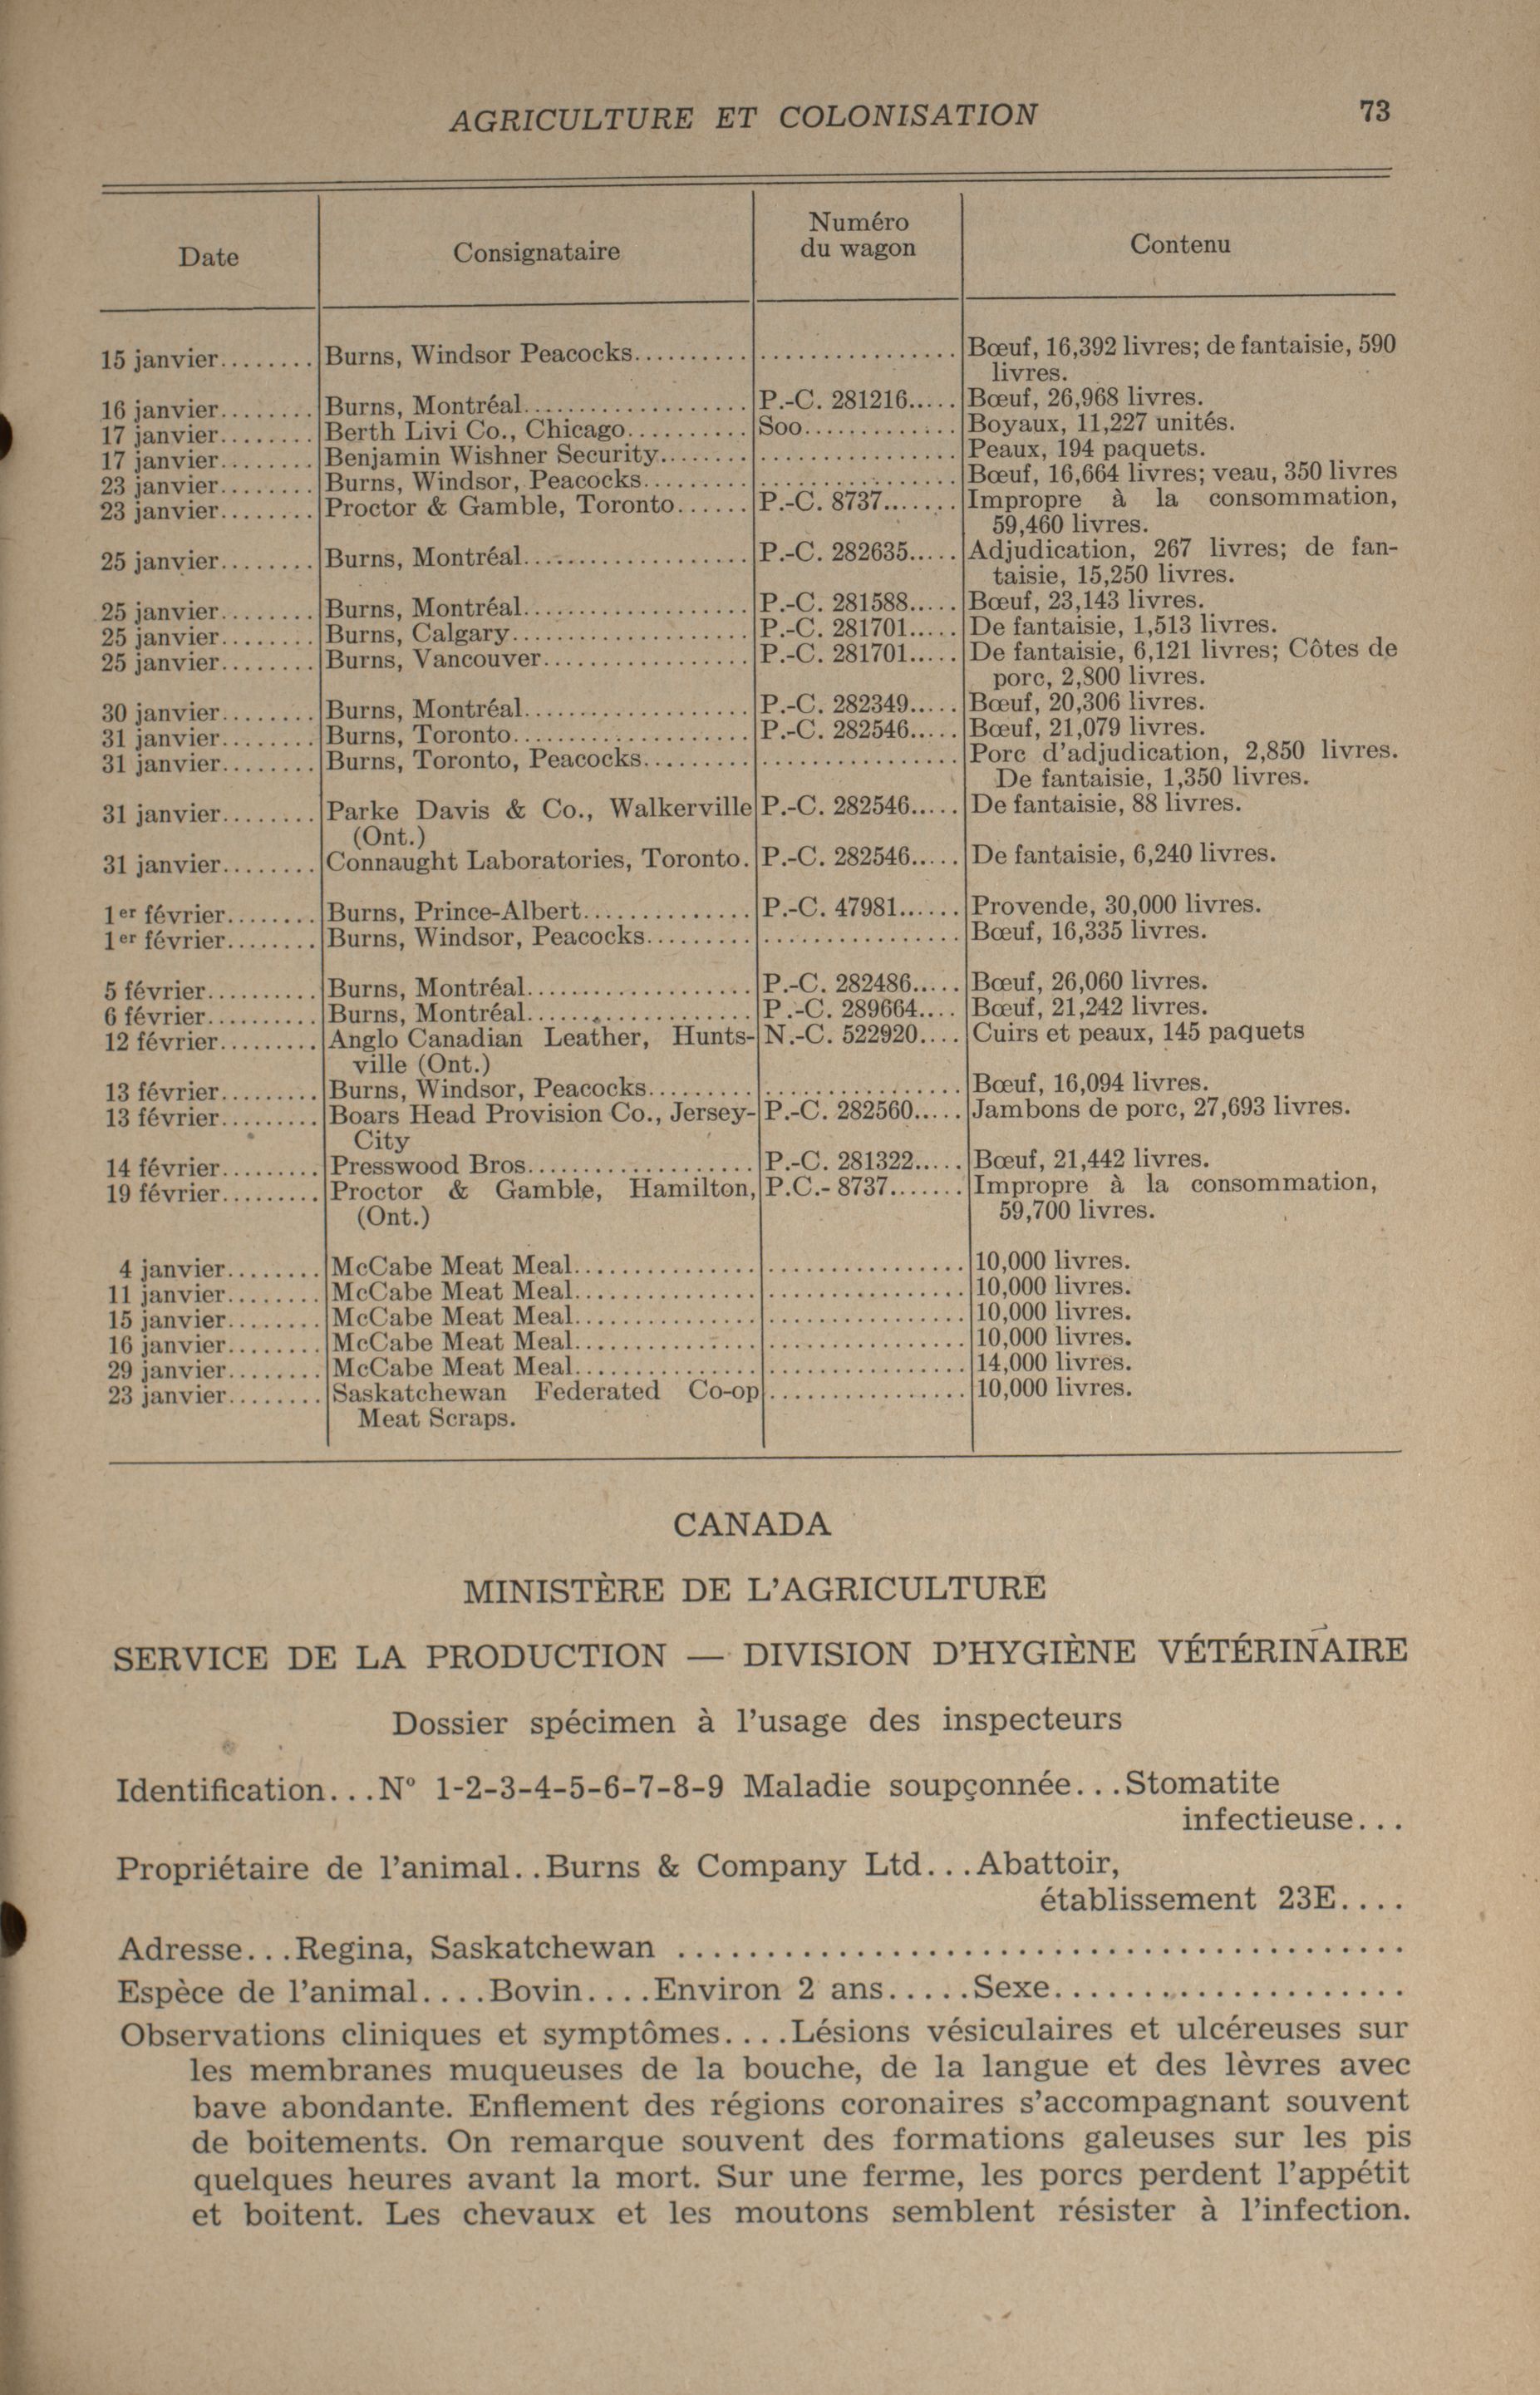 AGRICULTURE ET COLONISATION 73
Date Consignataire Numéro du wagon Contenu
15 janvier........ Burns, Windsor Peacocks.......... ................ Bœuf, 16,392 livres; de fantaisie, 590
livres.
16 janvier........ Burns, Montréal................... P.-C. 281216..... Bœuf, 26,968 livres.
17 janvier........ Berth Livi Co., Chicago.......... Soo............. Boyaux, 11,227 unités.
17 janvier........ Benjamin Wishner Security........ ................ Peaux, 194 paquets.
23 janvier........ Burns, Windsor, Peacocks......... ................ Bœuf, 16,664 livres; veau, 350 livres
23 janvier........ Proctor & Gamble, Toronto...... P.-C. 8737....... Impropre à la consommation,
59,460 livres.
25 janvier........ Burns, Montréal................... P.-C. 282635..... Adjudication, 267 livres; de fan-
taisie, 15,250 livres.
25 janvier........ Burns, Montréal................... P.-C. 281588..... Bœuf, 23,143 livres.
25 janvier........ Burns, Calgary.................... P.-C. 281701..... De fantaisie, 1,513 livres.
25 janvier........ Burns, Vancouver................. P.-C. 281701..... De fantaisie, 6,121 livres; Côtes de
porc, 2,800 livres.
30 janvier........ Burns, Montréal................... P.-C. 282349..... Bœuf, 20,306 livres.
31 janvier........ Burns, Toronto.................... P.-C. 282546..... Bœuf, 21,079 livres.
31 janvier........ Burns, Toronto, Peacocks......... ................ Porc d'adjudication, 2,850 livres.
De fantaisie, 1,350 livres.
31 janvier........ Parke Davis & Co., Walkerville P.-C. 282546..... De fantaisie, 88 livres.
(Ont.)
31 janvier........ Connaught Laboratories, Toronto. P.-C. 282546..... De fantaisie, 6,240 livres.
1er février........ Burns, Prince-Albert.............. P.-C. 47981...... Provende, 30,000 livres.
1er février........ Burns, Windsor, Peacocks......... ................ Bœuf, 16,335 livres.
5 février.......... Burns, Montréal................... P.-C. 282486..... Bœuf, 26,060 livres.
6 février.......... Burns, Montréal................... P.-C. 289664.... Bœuf, 21,242 livres.
12 février......... Anglo Canadian Leather, Hunts- N.-C. 522920.... Cuirs et peaux, 145 paquets
ville (Ont.)
13 février......... Burns, Windsor, Peacocks......... ................ Bœuf, 16,094 livres.
13 février......... Boars Head Provision Co., Jersey- P.-C. 282560..... Jambons de porc, 27,693 livres.
City
14 février......... Presswood Bros................... P.-C. 281322..... Bœuf, 21,442 livres.
19 février......... Proctor & Gamble, Hamilton, P.C.- 8737....... Impropre à la consommation,
(Ont.) 59,700 livres.
4 janvier........ McCabe Meat Meal............... ................ 10,000 livres.
11 janvier........ McCabe Meat Meal............... ................ 10,000 livres.
15 janvier........ McCabe Meat Meal............... ................ 10,000 livres.
16 janvier........ McCabe Meat Meal............... ................ 10,000 livres.
29 janvier........ McCabe Meat Meal............... ................ 14,000 livres.
23 janvier........ Saskatchewan Federated Co-op ................ 10,000 livres.
Meat Scraps.
CANADA
MINISTÈRE DE L'AGRICULTURE
SERVICE DE LA PRODUCTION — DIVISION D'HYGIÈNE VÉTÉRINAIRE
Dossier spécimen à l'usage des inspecteurs
Identification...N° 1-2-3-4-5-6-7-8-9 Maladie soupçonnée...Stomatite
infectieuse...
Propriétaire de l'animal..Burns & Company Ltd...Abattoir,
établissement 23E....
Adresse...Regina, Saskatchewan ........................................
Espèce de l'animal....Bovin....Environ 2 ans.....Sexe....................
Observations cliniques et symptômes....Lésions vésiculaires et ulcéreuses sur
les membranes muqueuses de la bouche, de la langue et des lèvres avec
bave abondante. Enflement des régions coronaires s'accompagnant souvent
de boitements. On remarque souvent des formations galeuses sur les pis
quelques heures avant la mort. Sur une ferme, les porcs perdent l'appétit
et boitent. Les chevaux et les moutons semblent résister à l'infection.